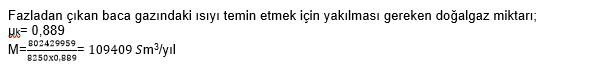 Fazladan çıkan baca gazındaki ısıyı temin etmek için yakılması gereken doğalgaz miktarı;
µk= 0,889
M=802429959/8250x0,889= 109409 Sm³/yıl